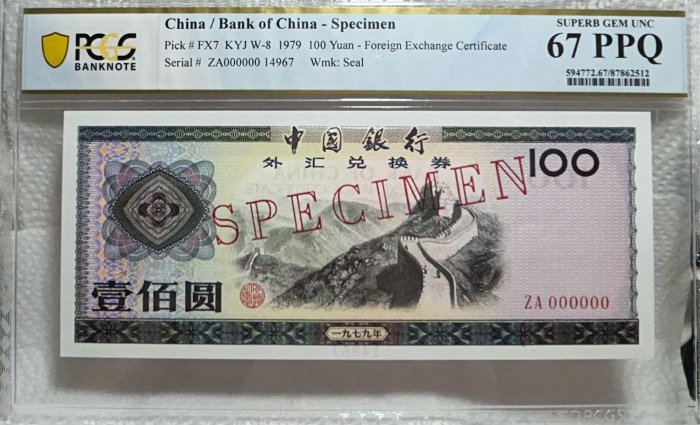 PCGS
BANKNOTE
China / Bank of China - Specimen
Pick # FX7 KYJ W-8 1979 100 Yuan - Foreign Exchange Certificate
Serial # ZA000000 14967 Wmk: Seal
SUPERB GEM UNC
67 PPQ
594772.67/87862512
中國銀行
外汇兑换券
100
SPECIMEN
壹佰圆
ZA 000000
一九七九年